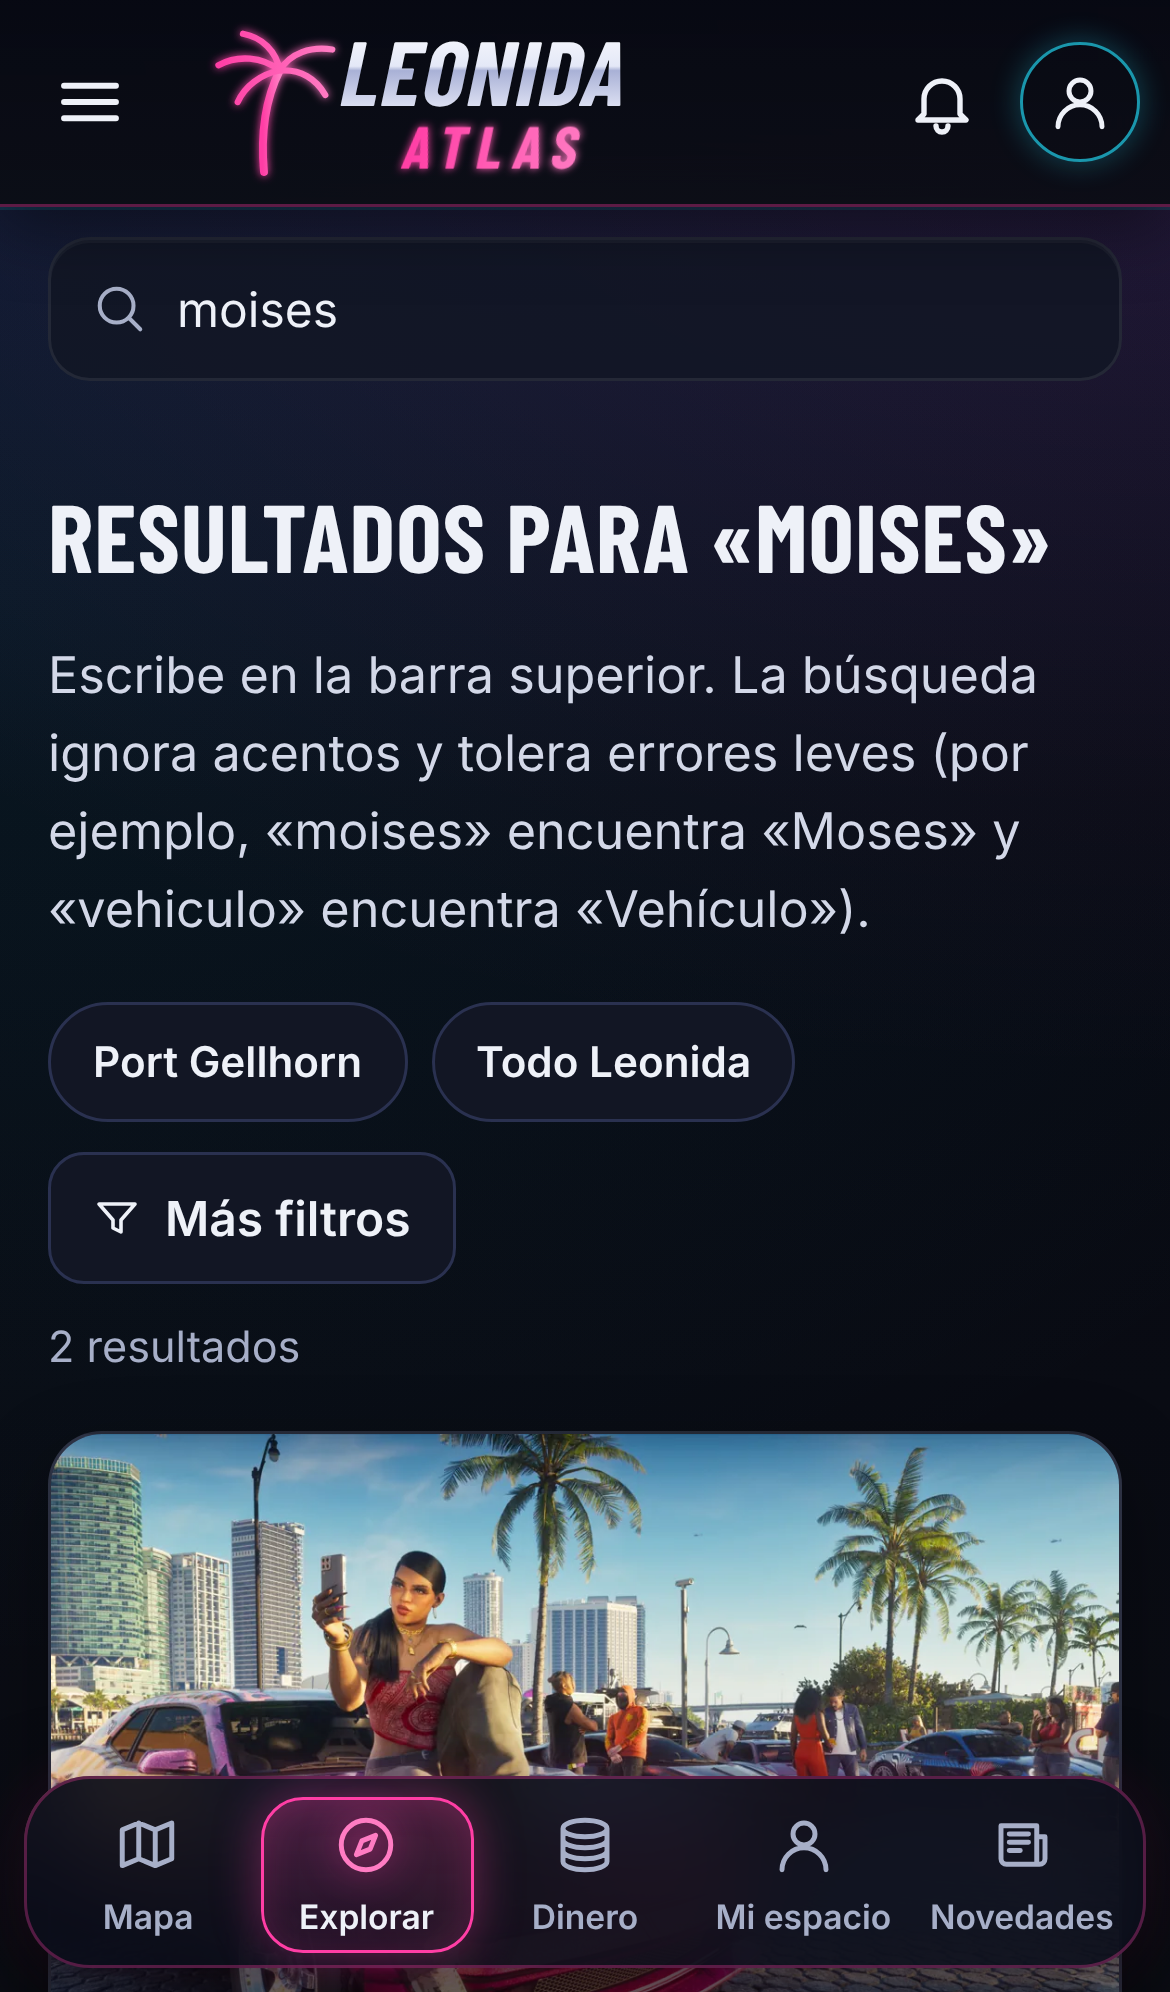 LEONIDA
ATLAS
moises
RESULTADOS PARA «MOISES»
Escribe en la barra superior. La búsqueda
ignora acentos y tolera errores leves (por
ejemplo, «moises» encuentra «Moses» y
«vehiculo» encuentra «Vehículo»).
Port Gellhorn
Todo Leonida
Más filtros
2 resultados
Mapa
Explorar
Dinero
Mi espacio
Novedades